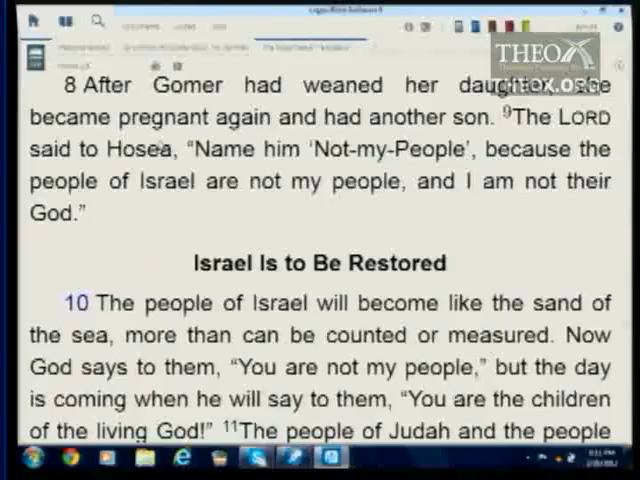 THEO
THEOX.ORG
8 After Gomer had weaned her daughter, she
became pregnant again and had another son. ⁹The LORD
said to Hosea, “Name him ‘Not-my-People’, because the
people of Israel are not my people, and I am not their
God.”
Israel Is to Be Restored
10 The people of Israel will become like the sand of
the sea, more than can be counted or measured. Now
God says to them, “You are not my people,” but the day
is coming when he will say to them, “You are the children
of the living God!” ¹¹The people of Judah and the people